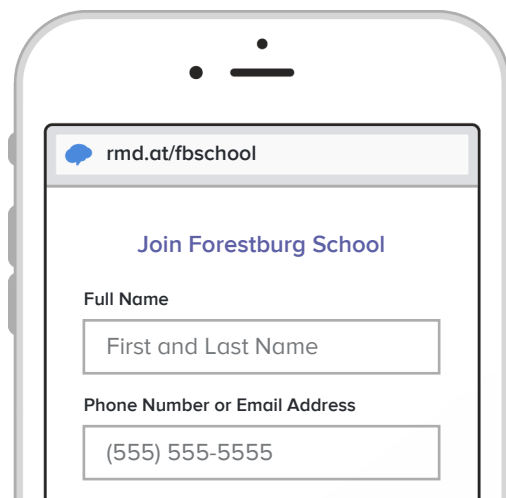 rmd.at/fbschool
Join Forestburg School
Full Name
First and Last Name
Phone Number or Email Address
(555) 555-5555